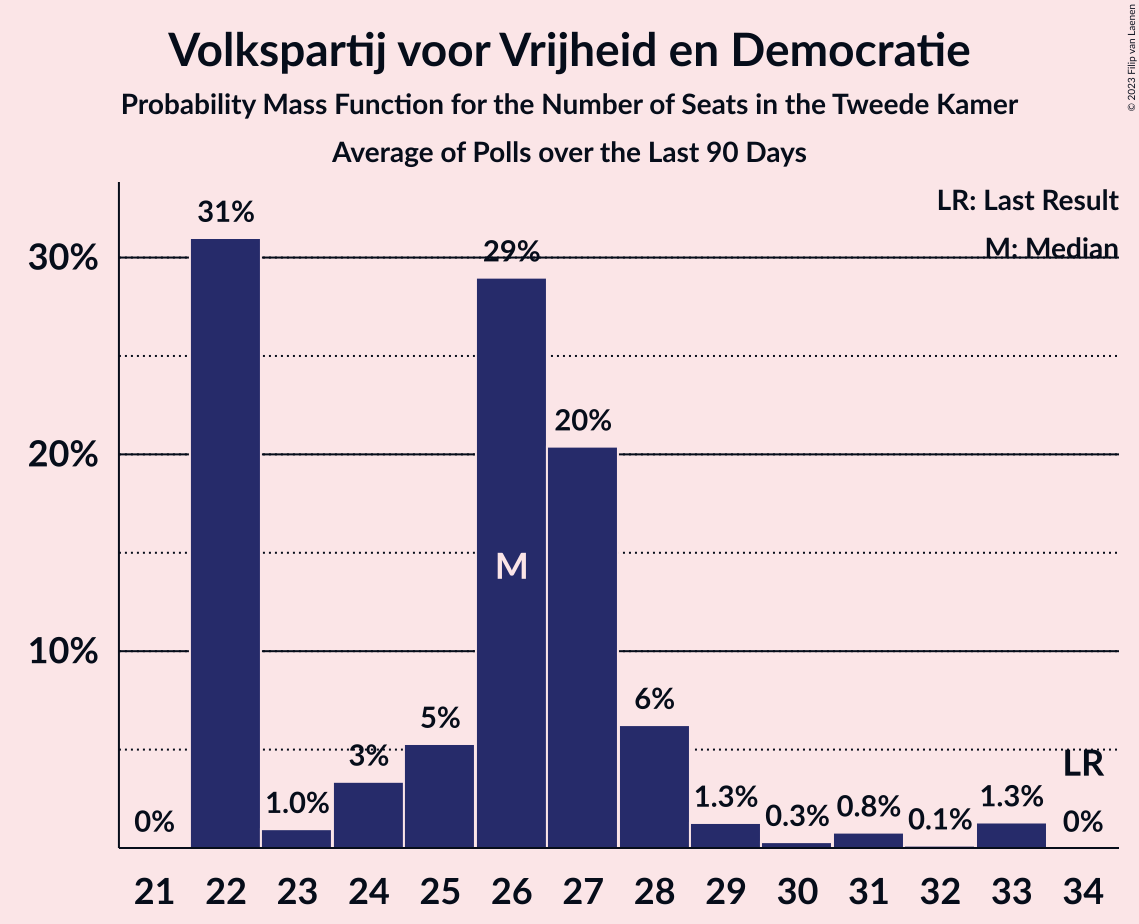 Volkspartij voor Vrijheid en Democratie
Probability Mass Function for the Number of Seats in the Tweede Kamer
Average of Polls over the Last 90 Days
© 2023 Filip van Laenen
LR: Last Result
M: Median
30%
20%
10%
0%
31%
1.0%
3%
5%
29%
20%
6%
1.3%
0.3%
0.8%
0.1%
1.3%
0%
LR
M
21 22 23 24 25 26 27 28 29 30 31 32 33 34